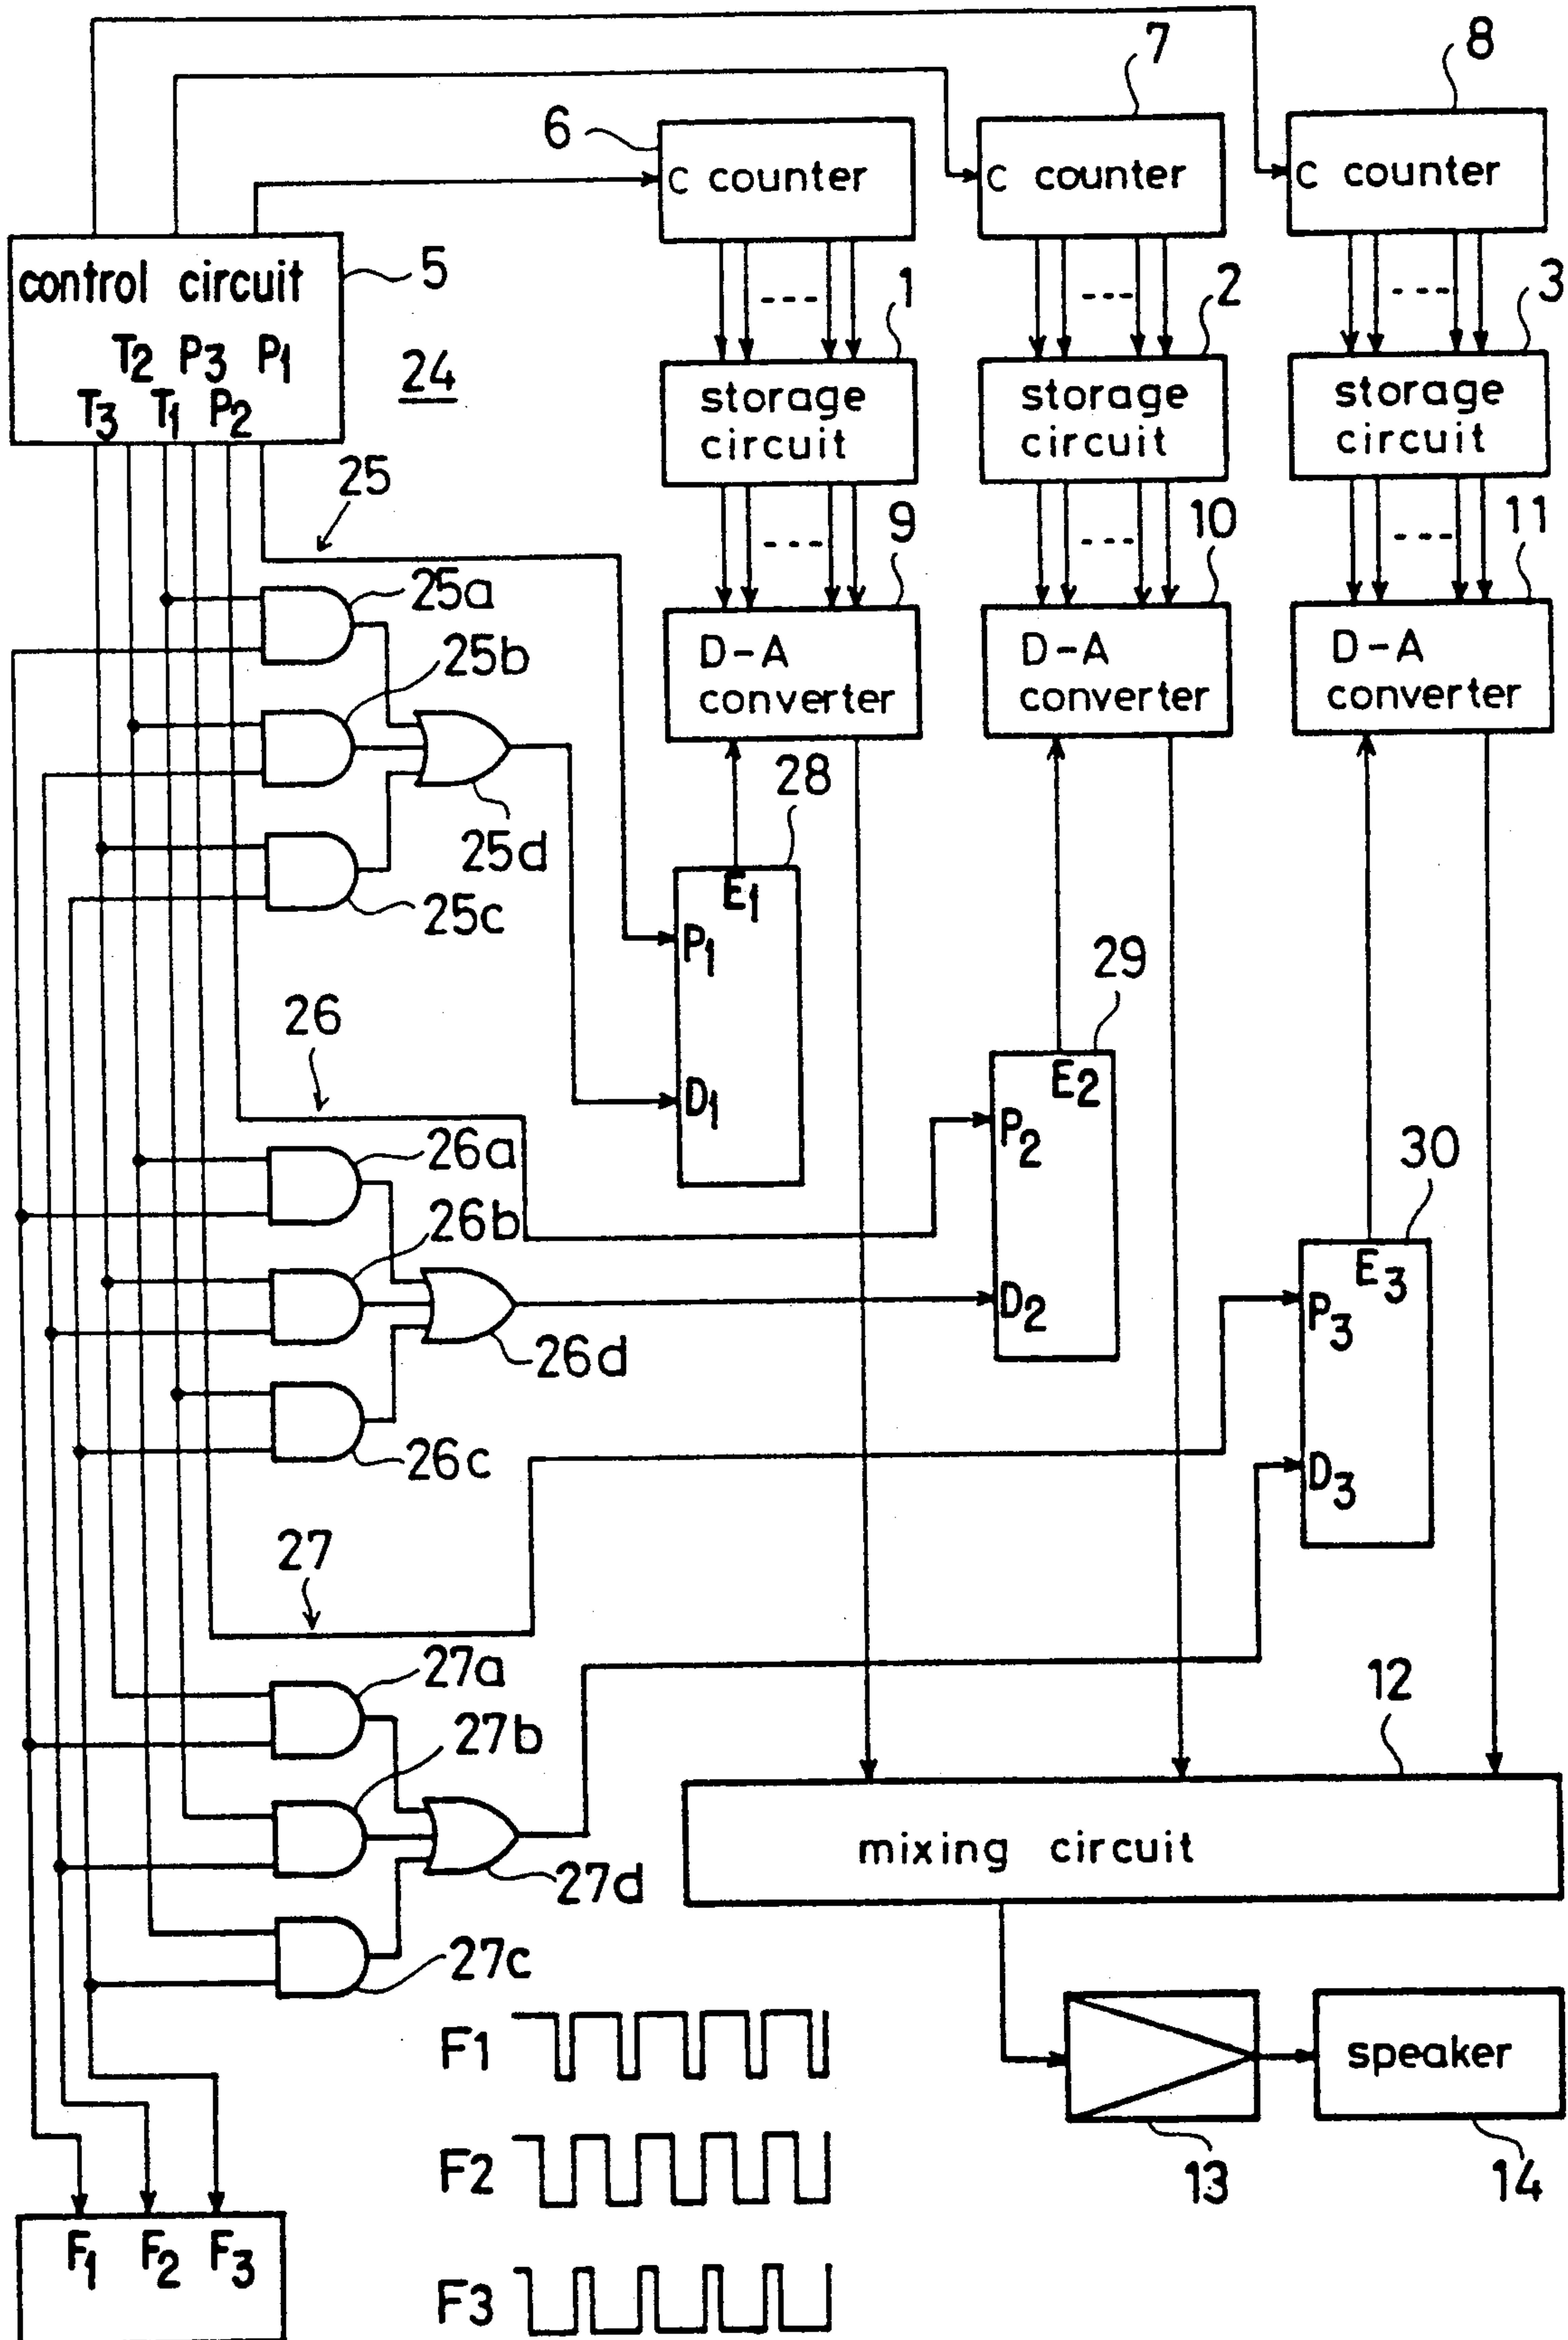 7
8
6
C counter
C counter
C counter
control circuit
5
T2 P3 P1
T3 T1 P2
24
1
2
3
storage
circuit
storage
circuit
storage
circuit
25
9
10
11
25a
25b
D-A
converter
D-A
converter
D-A
converter
28
25d
25c
E1
P1
D1
29
26
E2
P2
D2
26a
26b
30
E3
P3
D3
26d
26c
27
27a
27b
12
mixing circuit
27d
27c
F1
speaker
F2
13
14
F1 F2 F3
F3